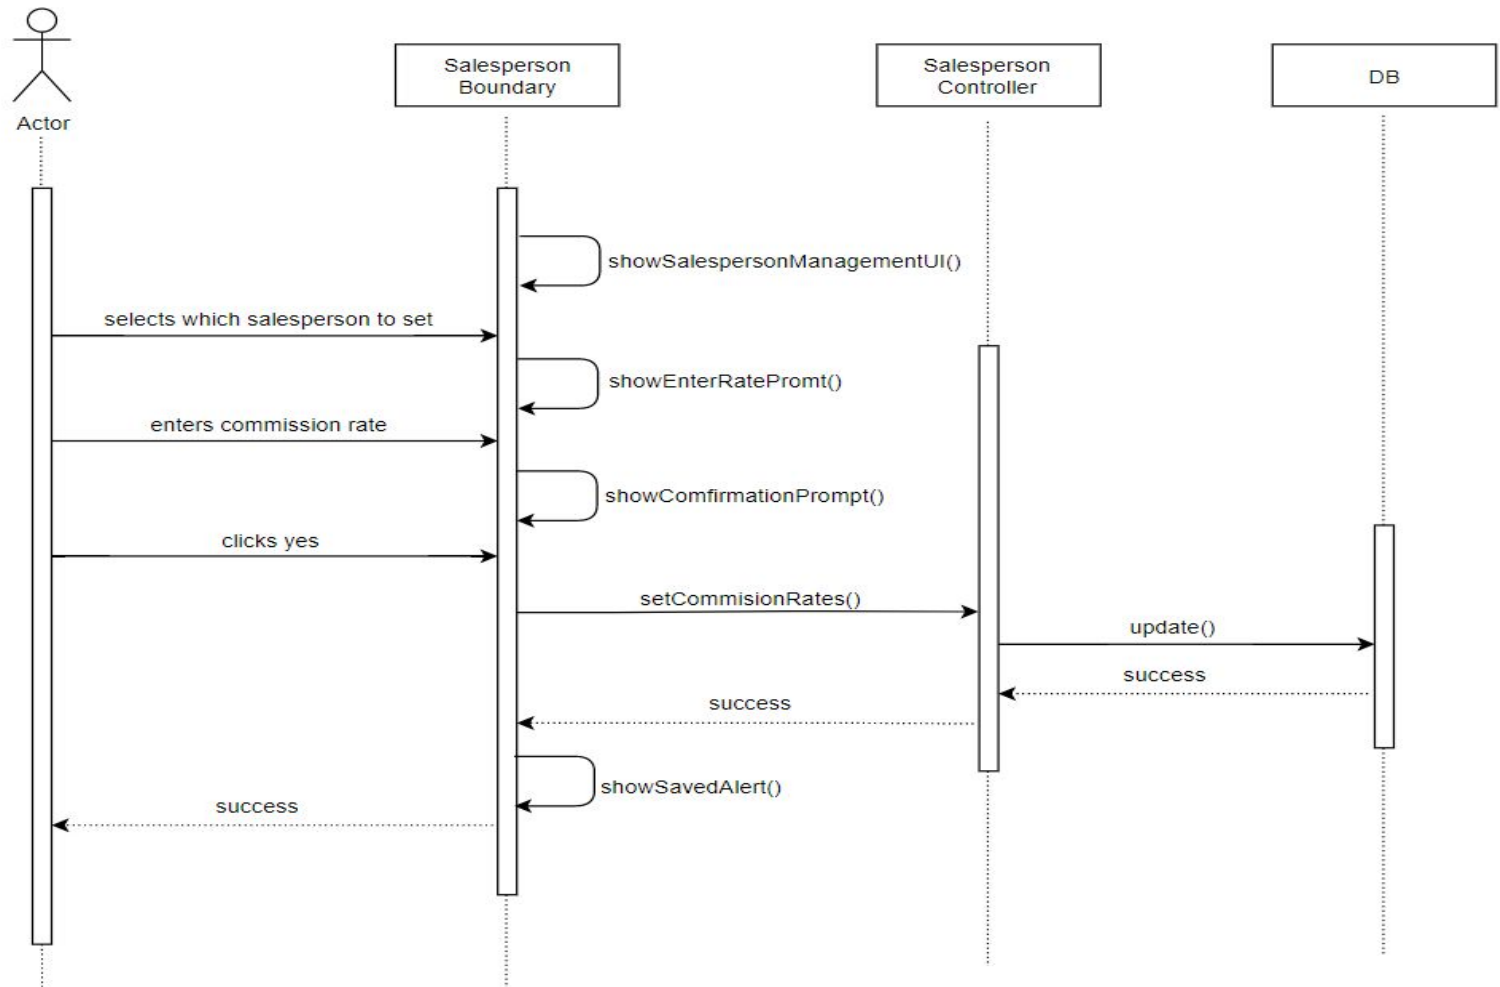 Salesperson
Boundary
Salesperson
Controller
DB
Actor
showSalespersonManagementUI()
selects which salesperson to set
showEnterRatePromt()
enters commission rate
showComfirmationPrompt()
clicks yes
setCommisionRates()
update()
success
success
showSavedAlert()
success